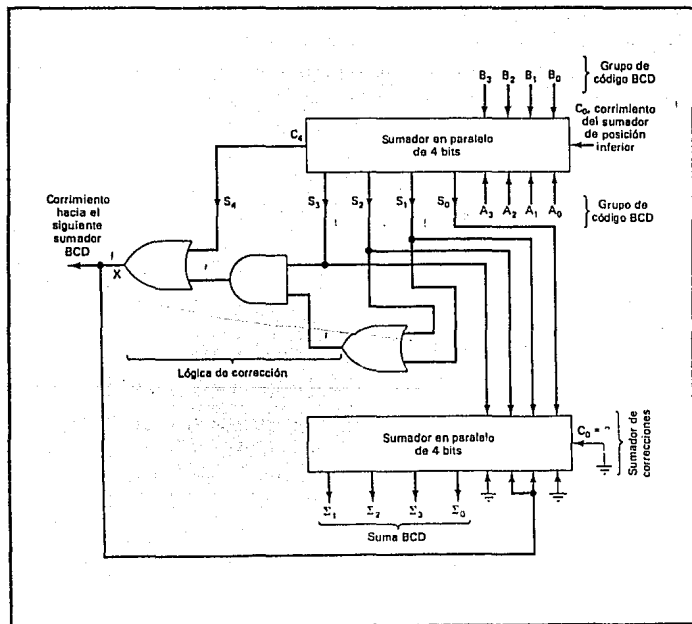 B₃ B₂ B₁ B₀
Grupo de
código BCD
C₀, corrimiento
del sumador
de posición
inferior
C₄
Sumador en paralelo
de 4 bits
S₄
S₃
S₂
S₁
S₀
A₃ A₂ A₁ A₀
Grupo de
código BCD
Corrimiento
hacia el
siguiente
sumador
BCD
X
Lógica de corrección
Sumador en paralelo
de 4 bits
C₀ =
Sumador de
correcciones
Σ₁ Σ₂ Σ₃ Σ₀
Suma BCD